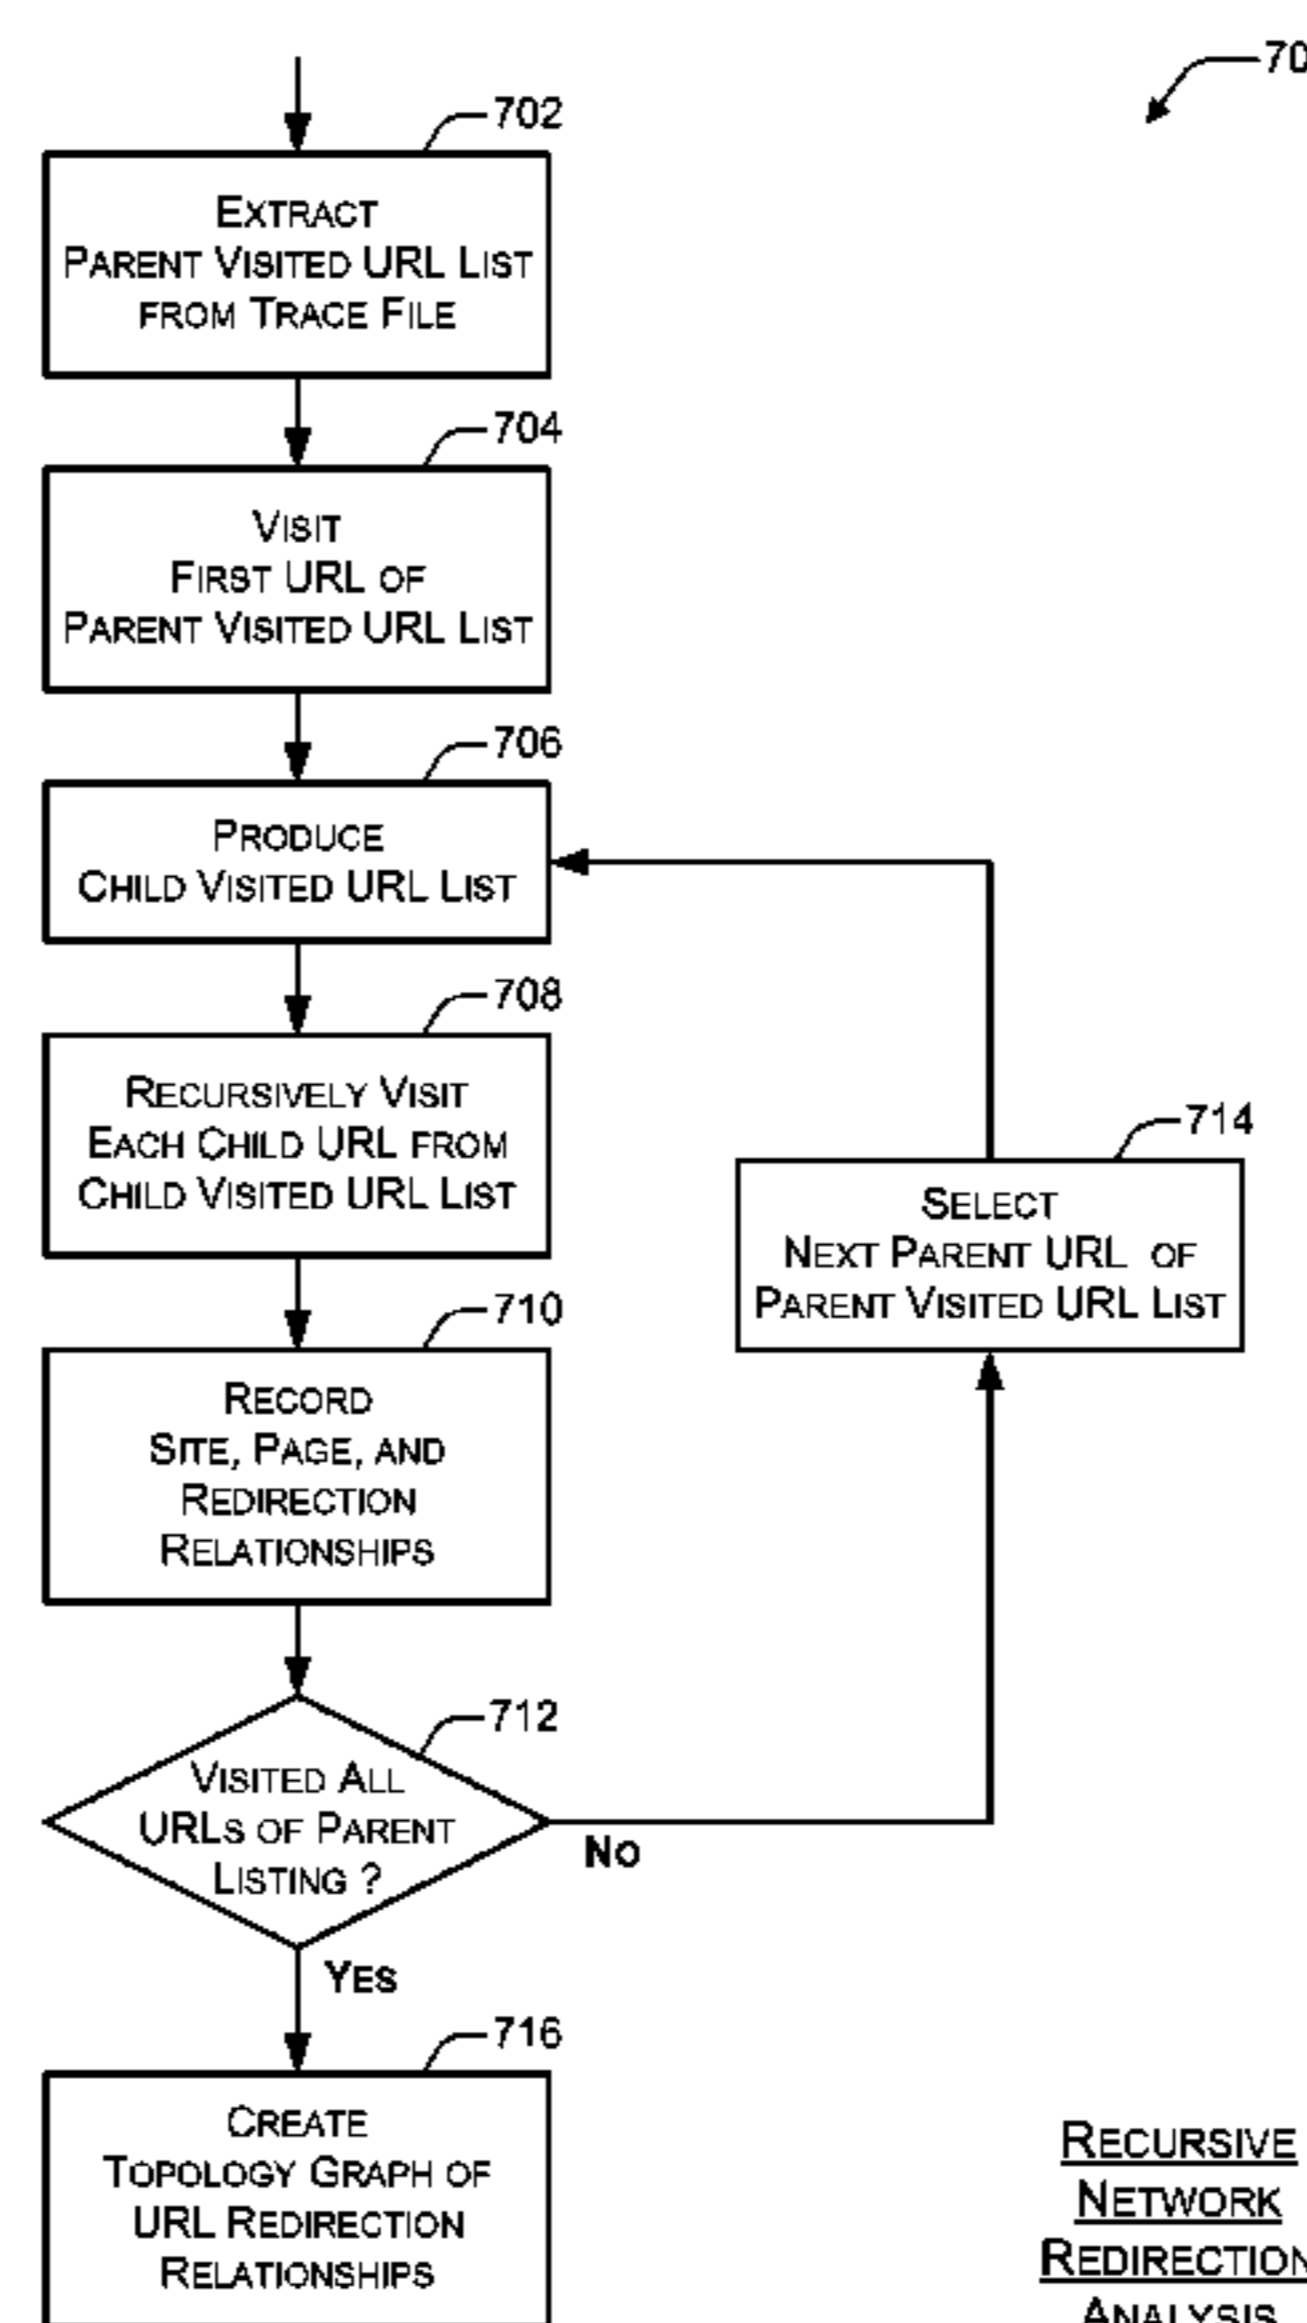 70
702
EXTRACT
PARENT VISITED URL LIST
FROM TRACE FILE
704
VISIT
FIRST URL OF
PARENT VISITED URL LIST
706
PRODUCE
CHILD VISITED URL LIST
708
RECURSIVELY VISIT
EACH CHILD URL FROM
CHILD VISITED URL LIST
714
SELECT
NEXT PARENT URL OF
PARENT VISITED URL LIST
710
RECORD
SITE, PAGE, AND
REDIRECTION
RELATIONSHIPS
712
VISITED ALL
URLS OF PARENT
LISTING ?
NO
YES
716
CREATE
TOPOLOGY GRAPH OF
URL REDIRECTION
RELATIONSHIPS
RECURSIVE
NETWORK
REDIRECTION
ANALYSIS